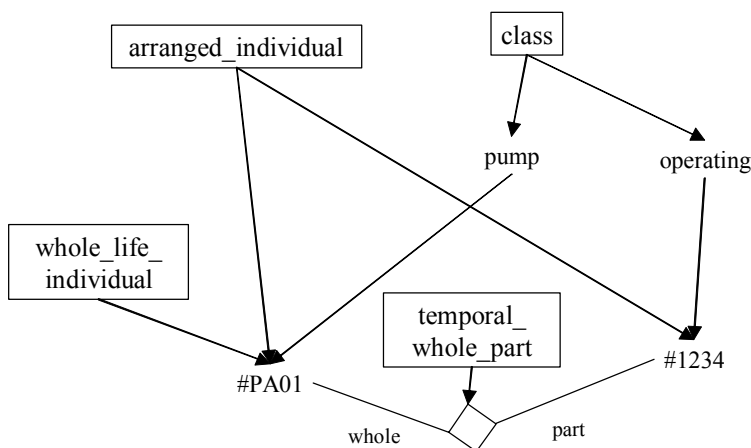 class
arranged_individual
pump
operating
whole_life_
individual
temporal_
whole_part
#1234
#PA01
whole
part